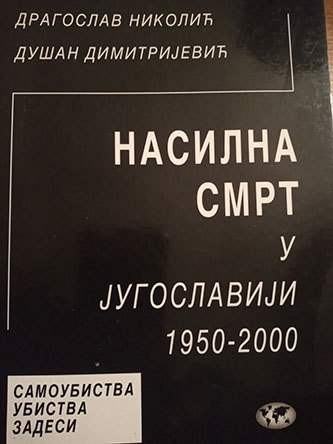 ДРАГОСЛАВ НИКОЛИЋ
ДУШАН ДИМИТРИЈЕВИЋ
НАСИЛНА
СМРТ
У
ЈУГОСЛАВИЈИ
1950-2000
САМОУБИСТВА
УБИСТВА
ЗАДЕСИ